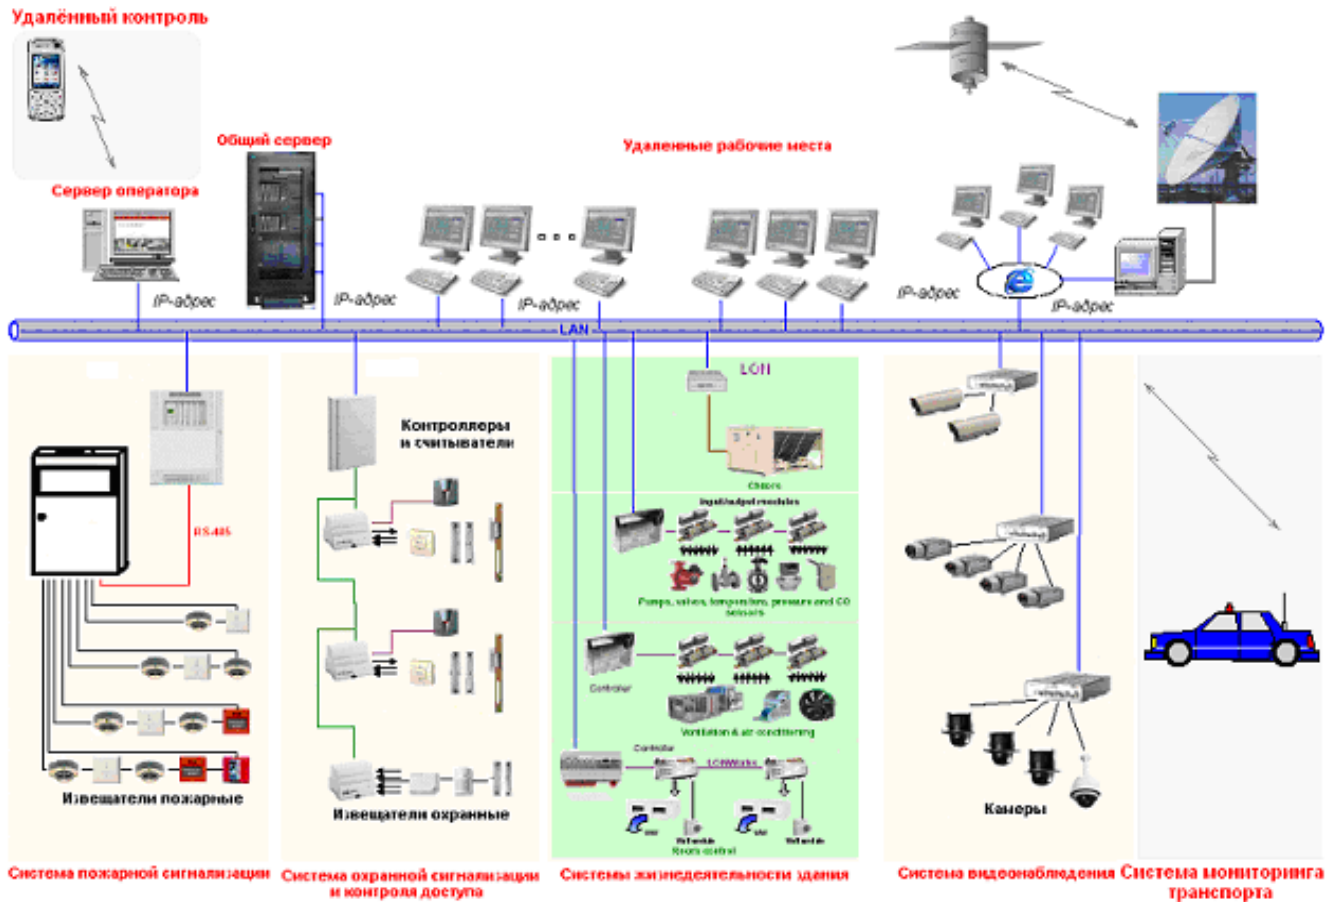 Удалённый контроль
Общий сервер
Удаленные рабочие места
Сервер оператора
IP-адрес
IP-адрес
IP-адрес
IP-адрес
IP-адрес
LAN
LON
Контроллеры
и считыватели
Input/output modules
RS-485
Pumps, valves, temperature, pressure and CO
sensors
Controller
Ventilation & air conditioning
Controller
LONWorks
Извещатели пожарные
Извещатели охранные
Камеры
Room control
Система пожарной сигнализации
Система охранной сигнализации
и контроля доступа
Системы жизнедеятельности здания
Система видеонаблюдения
Система мониторинга
транспорта